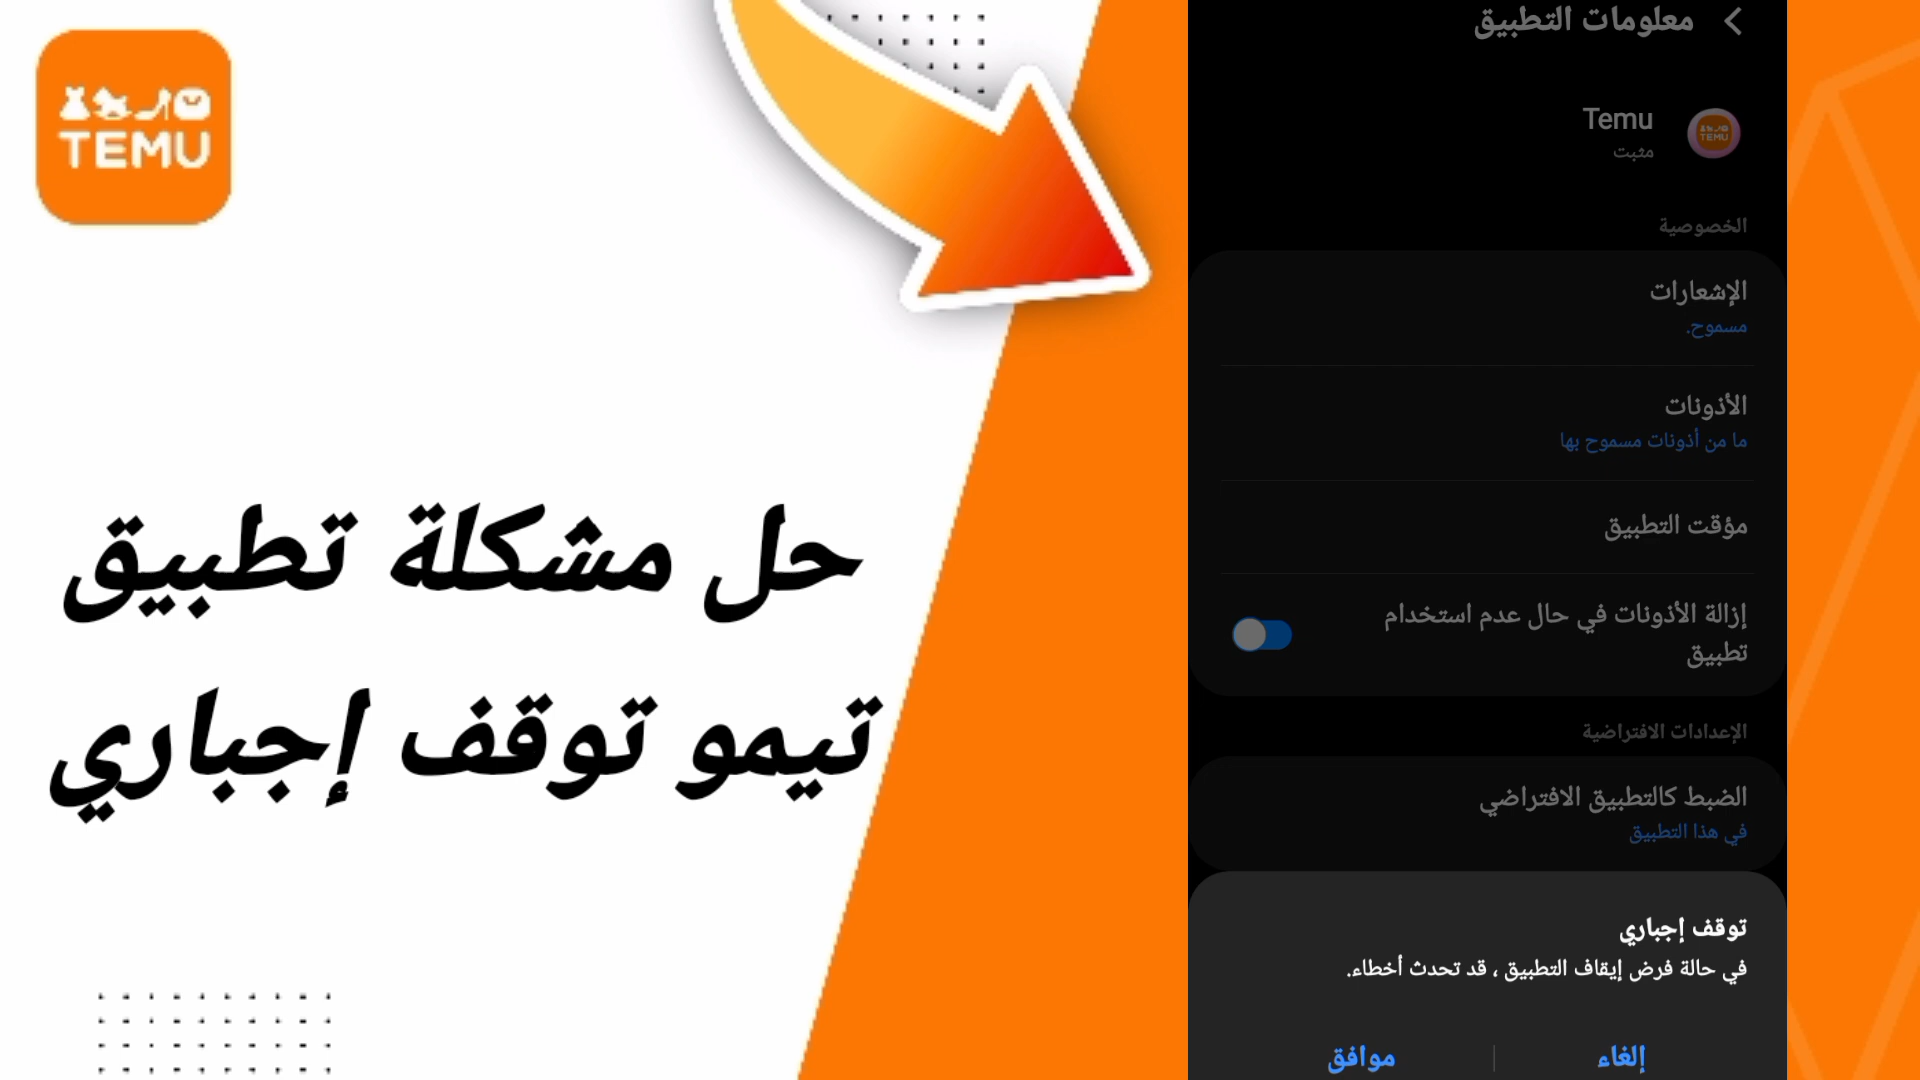 TEMU
حل مشكلة تطبيق
تيمو توقف إجباري
معلومات التطبيق
Temu
مثبت
TEMU
الخصوصية
الإشعارات
مسموح.
الأذونات
ما من أذونات مسموح بها
مؤقت التطبيق
إزالة الأذونات في حال عدم استخدام
تطبيق
الإعدادات الافتراضية
الضبط كالتطبيق الافتراضي
في هذا التطبيق
توقف إجباري
في حالة فرض إيقاف التطبيق ، قد تحدث أخطاء.
إلغاء
موافق